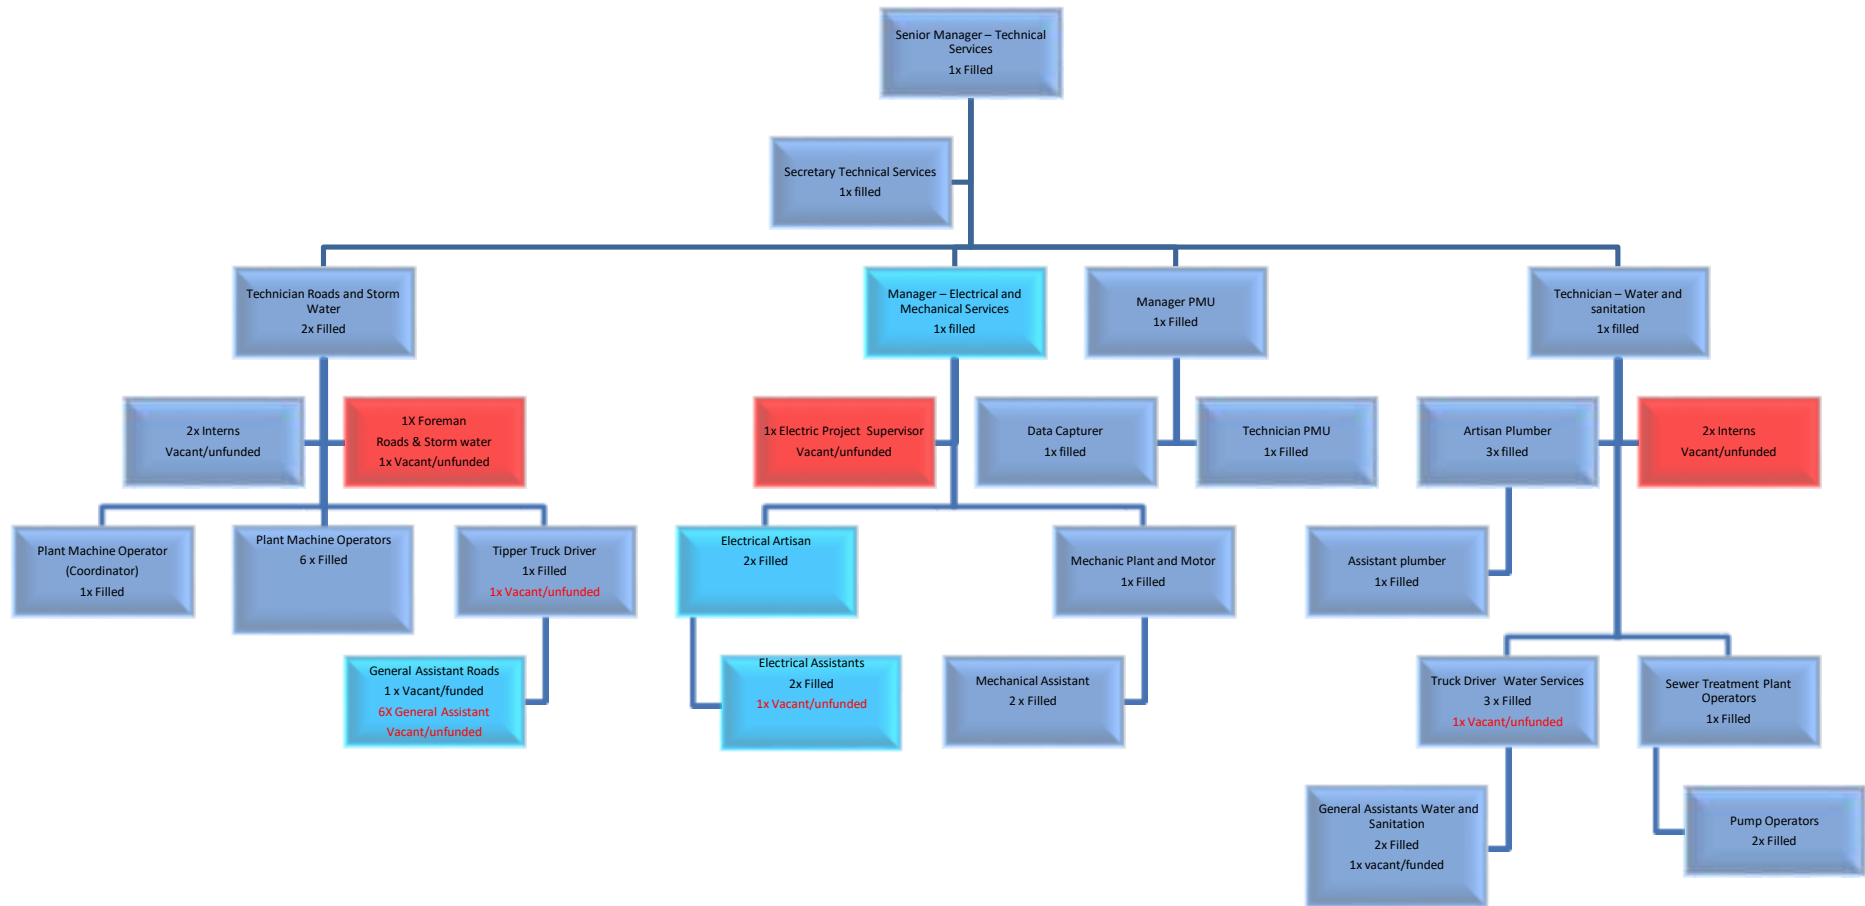 Senior Manager – Technical
Services
1x Filled
Secretary Technical Services
1x filled
Technician Roads and Storm
Water
2x Filled
Manager – Electrical and
Mechanical Services
1x filled
Manager PMU
1x Filled
Technician – Water and
sanitation
1x filled
2x Interns
Vacant/unfunded
1X Foreman
Roads & Storm water
1x Vacant/unfunded
1x Electric Project Supervisor
Vacant/unfunded
Data Capturer
1x filled
Technician PMU
1x Filled
Artisan Plumber
3x filled
2x Interns
Vacant/unfunded
Plant Machine Operator
(Coordinator)
1x Filled
Plant Machine Operators
6 x Filled
Tipper Truck Driver
1x Filled
1x Vacant/unfunded
Electrical Artisan
2x Filled
Mechanic Plant and Motor
1x Filled
Assistant plumber
1x Filled
General Assistant Roads
1 x Vacant/funded
6X General Assistant
Vacant/unfunded
Electrical Assistants
2x Filled
1x Vacant/unfunded
Mechanical Assistant
2 x Filled
Truck Driver Water Services
3 x Filled
1x Vacant/unfunded
Sewer Treatment Plant
Operators
1x Filled
General Assistants Water and
Sanitation
2x Filled
1x vacant/funded
Pump Operators
2x Filled